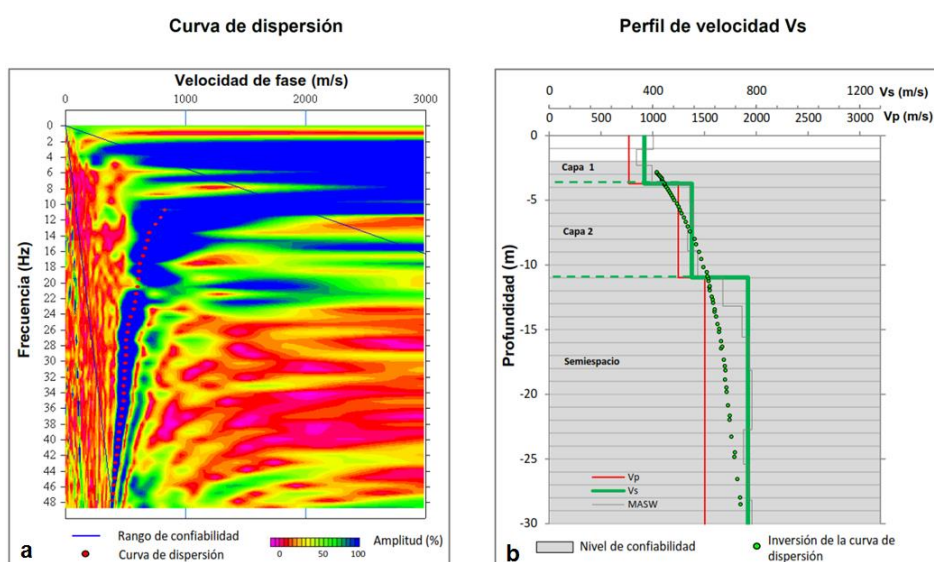 Curva de dispersión
Velocidad de fase (m/s)
0 1000 2000 3000
Frecuencia (Hz)
0
2
4
6
8
10
12
14
16
18
20
22
24
26
28
30
32
34
36
38
40
42
44
46
48
a
Rango de confiabilidad
Curva de dispersión
Amplitud (%)
0 50 100
Perfil de velocidad Vs
0 400 800 1200 Vs (m/s)
Vp (m/s)
0 500 1000 1500 2000 2600 3200
Profundidad (m)
0
-5
-10
-15
-20
-25
-30
Capa 1
Capa 2
Semiespacio
Vp
Vs
MASW
b
Nivel de confiabilidad
Inversión de la curva de
dispersión